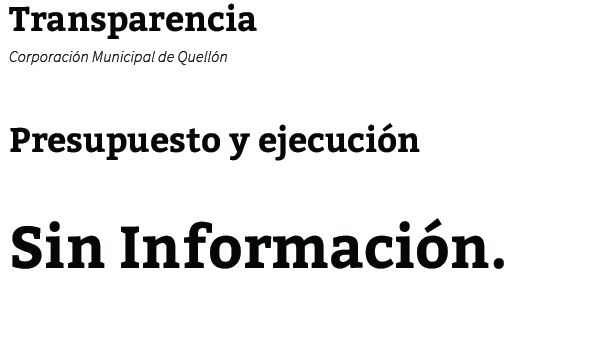 Transparencia
Corporación Municipal de Quellón
Presupuesto y ejecución
Sin Información.